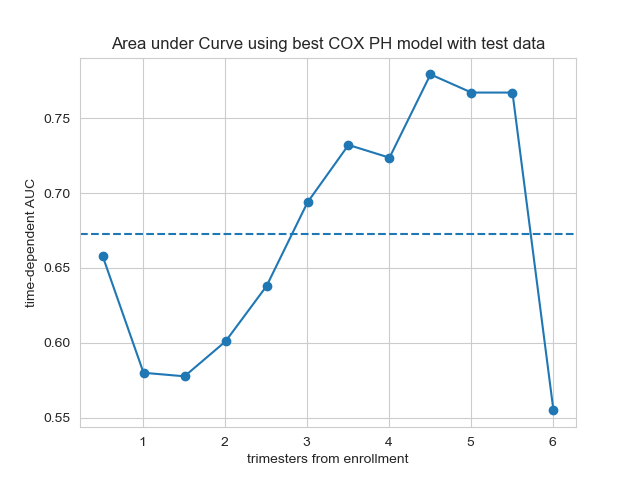 Area under Curve using best COX PH model with test data
time-dependent AUC
0.75
0.70
0.65
0.60
0.55
1 2 3 4 5 6
trimesters from enrollment